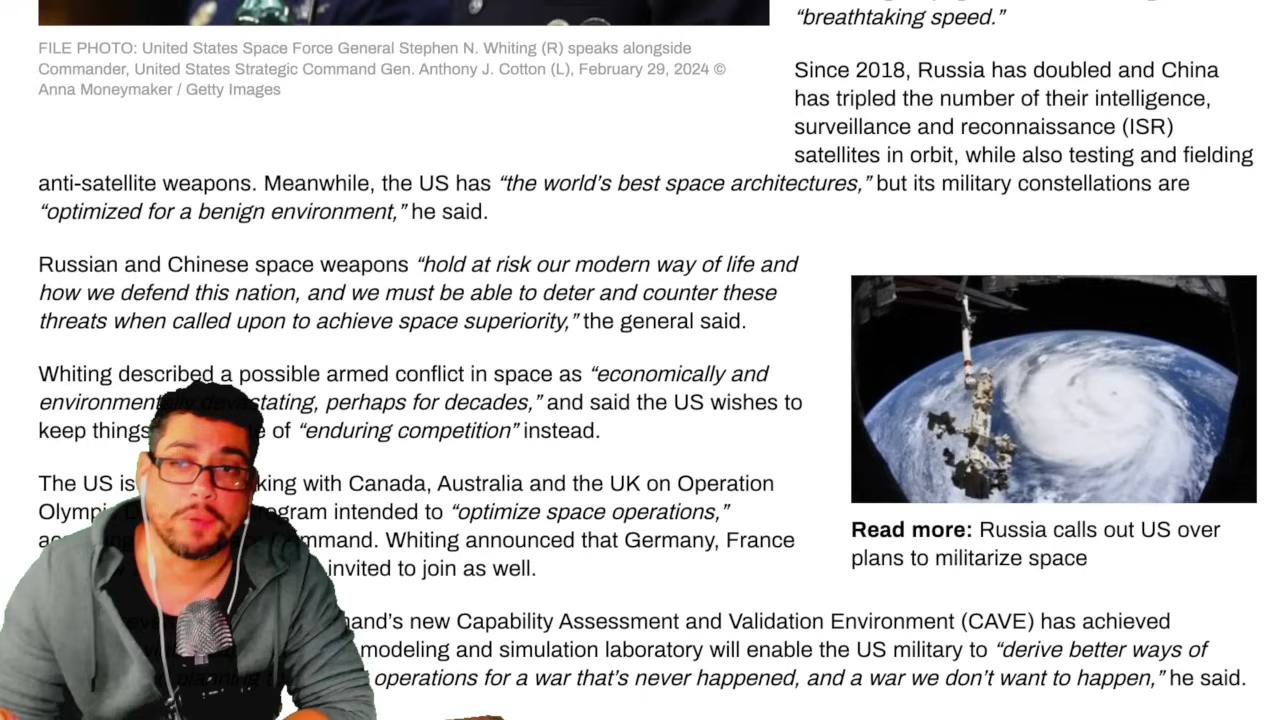 “breathtaking speed.”
FILE PHOTO: United States Space Force General Stephen N. Whiting (R) speaks alongside
Commander, United States Strategic Command Gen. Anthony J. Cotton (L), February 29, 2024 ©
Anna Moneymaker / Getty Images
Since 2018, Russia has doubled and China
has tripled the number of their intelligence,
surveillance and reconnaissance (ISR)
satellites in orbit, while also testing and fielding
anti-satellite weapons. Meanwhile, the US has “the world’s best space architectures,” but its military constellations are
“optimized for a benign environment,” he said.
Russian and Chinese space weapons “hold at risk our modern way of life and
how we defend this nation, and we must be able to deter and counter these
threats when called upon to achieve space superiority,” the general said.
Whiting described a possible armed conflict in space as “economically and
environmentally devastating, perhaps for decades,” and said the US wishes to
keep things of “enduring competition” instead.
The US is king with Canada, Australia and the UK on Operation
intended to “optimize space operations,”
mmand. Whiting announced that Germany, France
invited to join as well.
and’s new Capability Assessment and Validation Environment (CAVE) has achieved
modeling and simulation laboratory will enable the US military to “derive better ways of
operations for a war that’s never happened, and a war we don’t want to happen,” he said.
Read more: Russia calls out US over
plans to militarize space